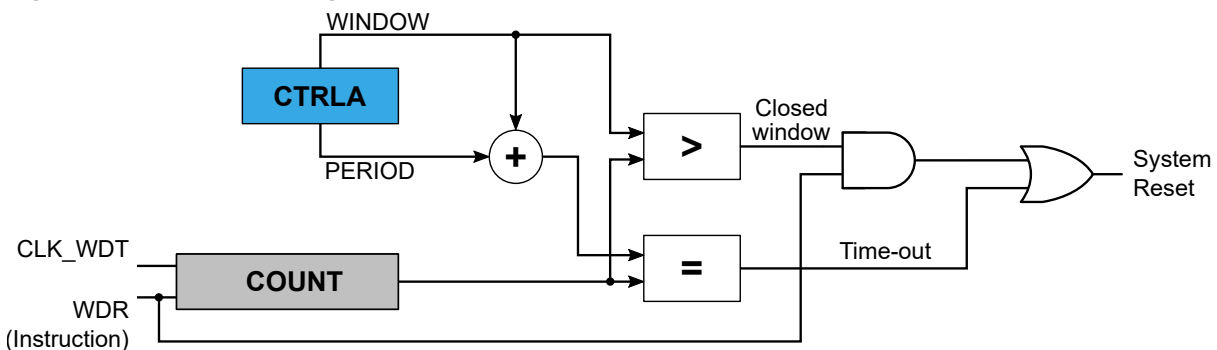 WINDOW
CTRLA
PERIOD
+
>
Closed
window
System
Reset
CLK_WDT
COUNT
=
Time-out
WDR
(Instruction)